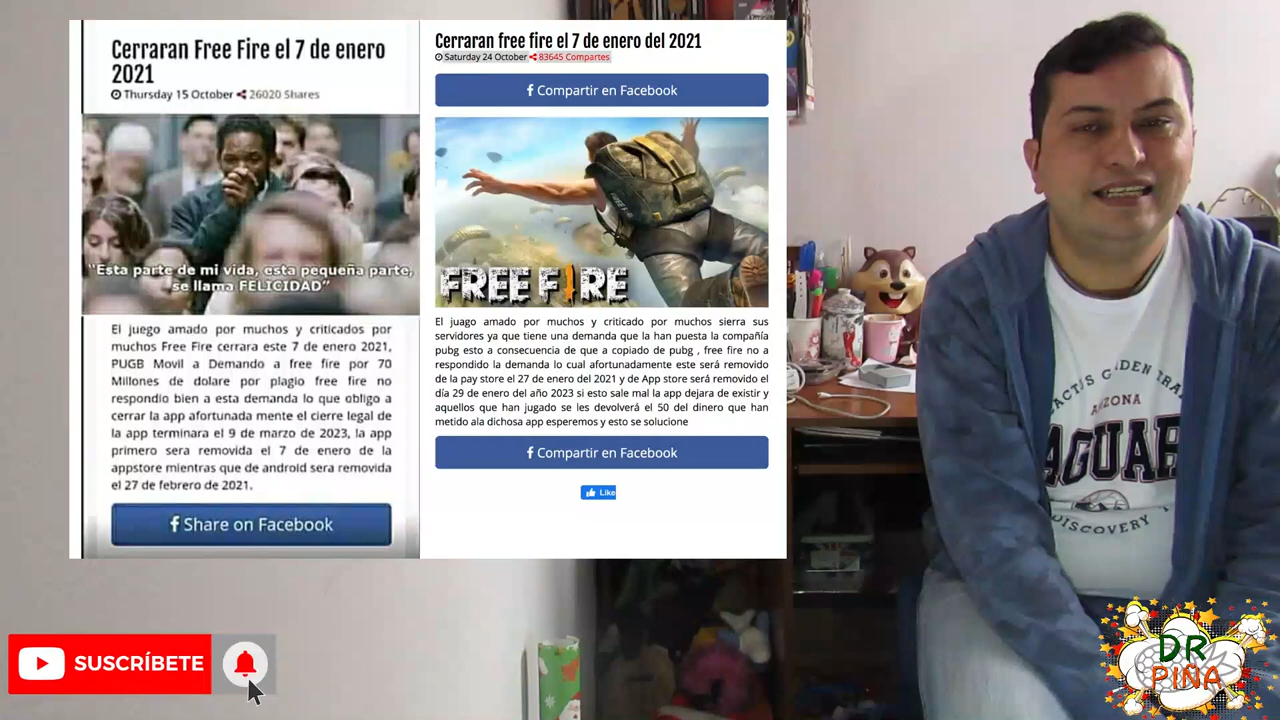 Cerraran Free Fire el 7 de enero
2021
Thursday 15 October 26020 Shares
"Esta parte de mi vida, esta pequeña parte,
se llama FELICIDAD"
El juego amado por muchos y criticados por
muchos Free Fire cerrara este 7 de enero 2021,
PUGB Movil a Demando a free fire por 70
Millones de dolare por plagio free fire no
respondio bien a esta demanda lo que obligo a
cerrar la app afortunada mente el cierre legal de
la app terminara el 9 de marzo de 2023, la app
primero sera removida el 7 de enero de la
appstore mientras que de android sera removida
el 27 de febrero de 2021.
Share on Facebook
Cerraran free fire el 7 de enero del 2021
Saturday 24 October 83645 Compartes
Compartir en Facebook
FREE FIRE
El juago amado por muchos y criticado por muchos sierra sus
servidores ya que tiene una demanda que la han puesta la compañía
pubg esto a consecuencia de que a copiado de pubg , free fire no a
respondido la demanda lo cual afortunadamente este será removido
de la pay store el 27 de enero del 2021 y de App store será removido el
día 29 de enero del año 2023 si esto sale mal la app dejara de existir y
aquellos que han jugado se les devolverá el 50 del dinero que han
metido ala dichosa app esperemos y esto se solucione
Compartir en Facebook
Like
CACTUS GARDEN TRA
ARIZONA
AGUAR
DISCOVERY
SUSCRÍBETE
DR
PIÑA